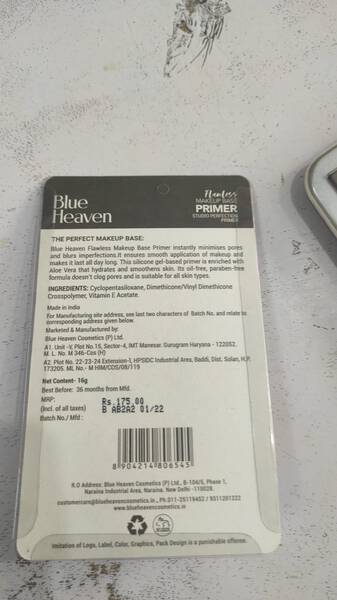 Blue
Heaven
Flawless
MAKEUP BASE
PRIMER
STUDIO PERFECTION
PRIMER
THE PERFECT MAKEUP BASE:
Blue Heaven Flawless Makeup Base Primer instantly minimises pores
and blurs imperfections.It ensures smooth application of makeup and
makes it last all day long. This silicone gel-based primer is enriched with
Aloe Vera that hydrates and smoothens skin. Its oil-free, paraben-free
formula doesn't clog pores and is suitable for all skin types.
INGREDIENTS: Cyclopentasiloxane, Dimethicone/Vinyl Dimethicone
Crosspolymer, Vitamin E Acetate.
Made in India
For Manufacturing site address, see last two characters of Batch No. and relate to
corresponding address given below.
Marketed & Manufactured by:
Blue Heaven Cosmetics (P) Ltd.
A1. Unit -V, Plot No.15, Sector-4, IMT Manesar. Gurugram Haryana - 122052.
M. L. No. M 346-Cos (H)
A2. Plot No. 22-23-24 Extension-1, HPSIDC Industrial Area, Baddi, Dist. Solan, H.P.
173205. ML No.- M HIM/COS/08/119
Net Content- 16g
Best Before: 36 months from Mfd.
MRP: Rs.175.00
(Incl. of all taxes) B AB2A2 01/22
Batch No./ Mfd :
8904214806545
R.O Address: Blue Heaven Cosmetics (P) Ltd., B-104/5, Phase 1,
Naraina Industrial Area, Naraina. New Delhi -110028.
customercare@blueheavencosmetics.in, Ph:011-25119452 / 9311201222
www.blueheavencosmetics.in
Imitation of Logo, Label, Color, Graphics, Pack Design is a punishable offense.